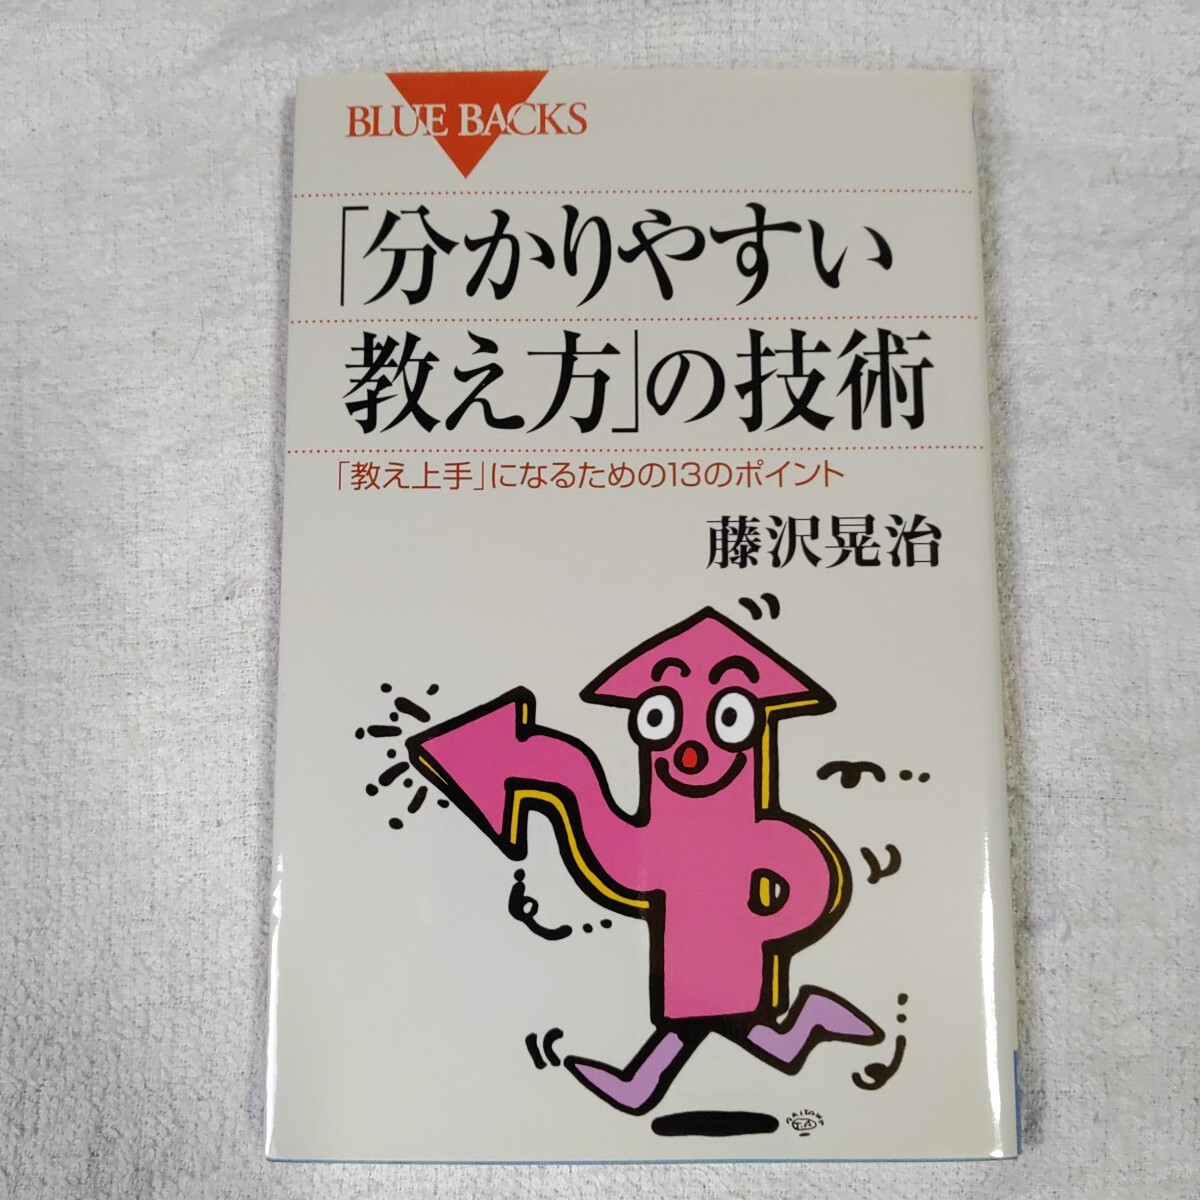 BLUE BACKS
「分かりやすい
教え方」の技術
「教え上手」になるための13のポイント
藤沢晃治